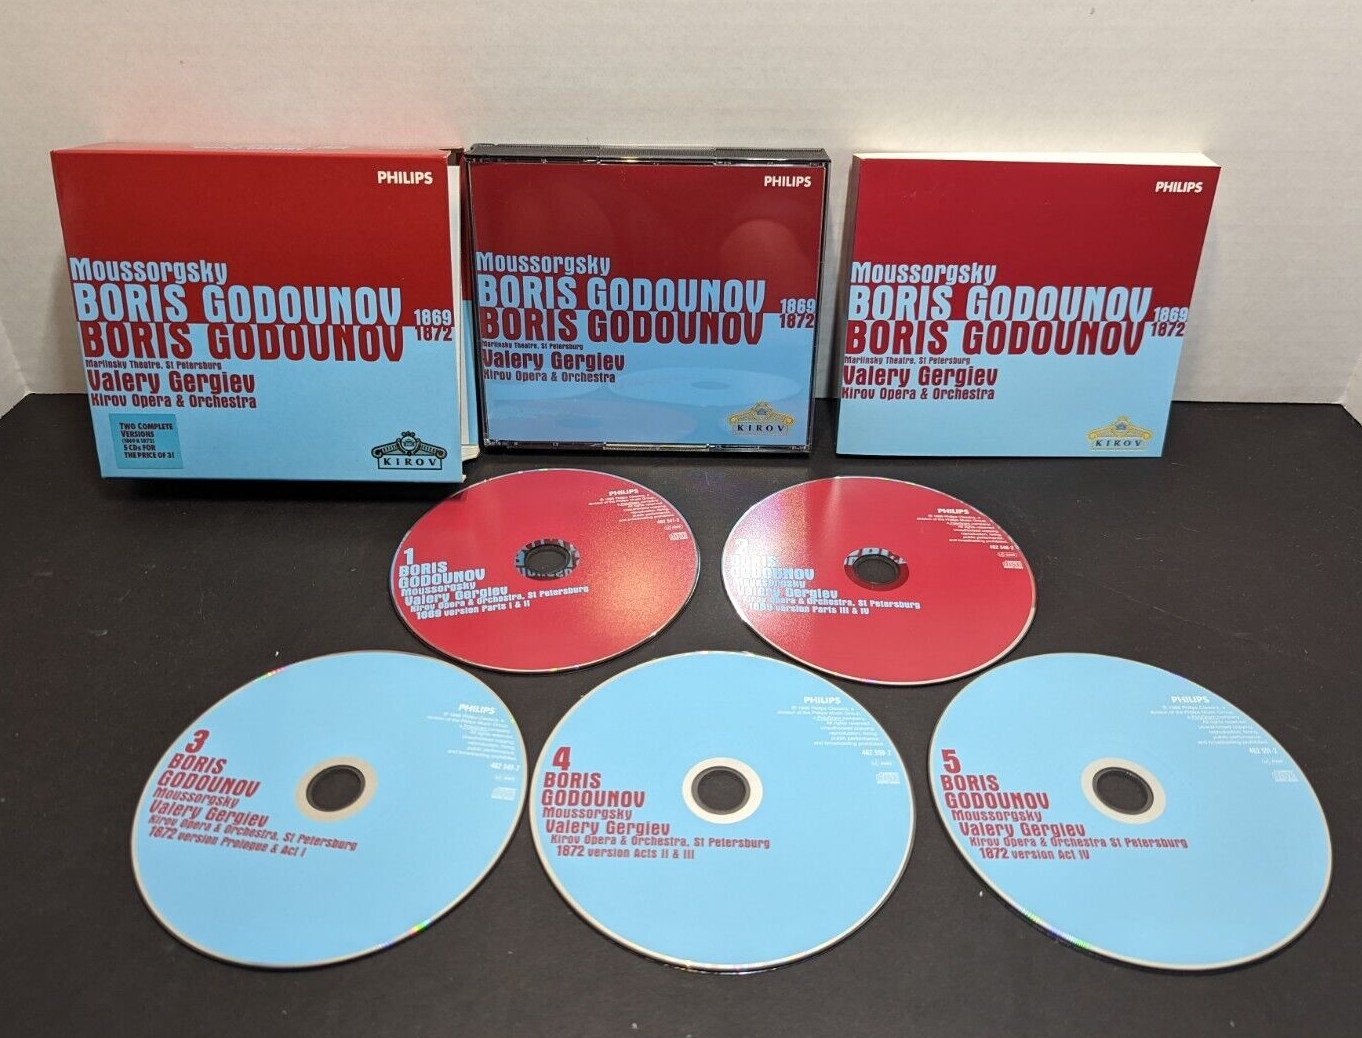 PHILIPS
Moussorgsky
BORIS GODOUNOV 1869
BORIS GODOUNOV 1872
Mariinsky Theatre, St Petersburg
Valery Gergiev
Kirov Opera & Orchestra
TWO COMPLETE
VERSIONS
(1869 & 1872)
5 CDs FOR
THE PRICE OF 3!
KIROV
PHILIPS
Moussorgsky
BORIS GODOUNOV 1869
BORIS GODOUNOV 1872
Mariinsky Theatre, St Petersburg
Valery Gergiev
Kirov Opera & Orchestra
KIROV
PHILIPS
Moussorgsky
BORIS GODOUNOV 1869
BORIS GODOUNOV 1872
Mariinsky Theatre, St Petersburg
Valery Gergiev
Kirov Opera & Orchestra
KIROV
PHILIPS
1
BORIS
GODOUNOV
Moussorgsky
Valery Gergiev
Kirov Opera & Orchestra, St Petersburg
1869 version Parts I & II
PHILIPS
2
BORIS
GODOUNOV
Moussorgsky
Valery Gergiev
Kirov Opera & Orchestra, St Petersburg
1869 version Parts III & IV
PHILIPS
3
BORIS
GODOUNOV
Moussorgsky
Valery Gergiev
Kirov Opera & Orchestra, St Petersburg
1872 version Prologue & Act I
PHILIPS
4
BORIS
GODOUNOV
Moussorgsky
Valery Gergiev
Kirov Opera & Orchestra, St Petersburg
1872 version Acts II & III
PHILIPS
5
BORIS
GODOUNOV
Moussorgsky
Valery Gergiev
Kirov Opera & Orchestra St Petersburg
1872 version Act IV